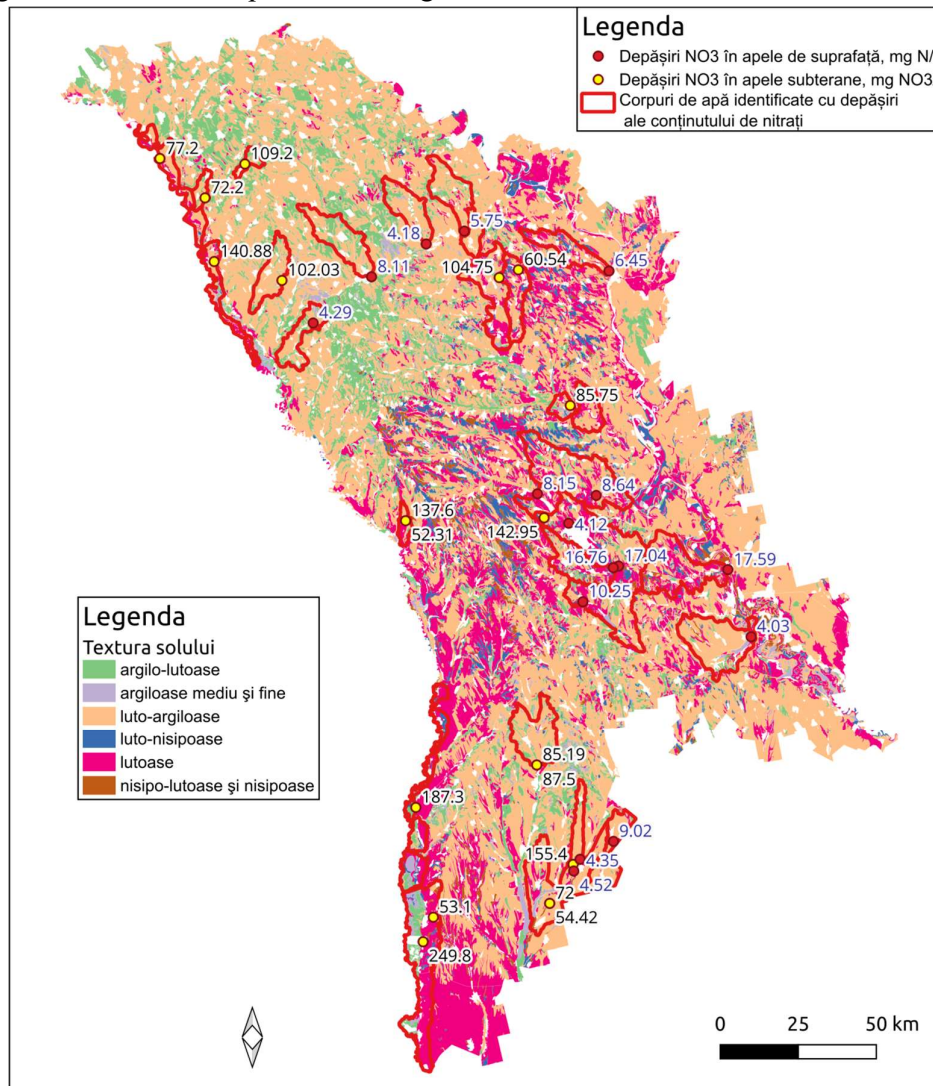 Legenda
Depășiri NO3 în apele de suprafață, mg N/
Depășiri NO3 în apele subterane, mg NO3
Corpuri de apă identificate cu depășiri
ale conținutului de nitrați
77.2
109.2
72.2
4.18
5.75
140.88
102.03
8.11
104.75
60.54
6.45
4.29
85.75
8.15
8.64
137.6
52.31
142.95
4.12
16.76
17.04
17.59
10.25
4.03
Legenda
Textura solului
argilo-lutoase
argiloase mediu şi fine
luto-argiloase
luto-nisipoase
lutoase
nisipo-lutoase şi nisipoase
85.19
87.5
187.3
9.02
155.4
4.35
4.52
72
54.42
53.1
249.8
0 25 50 km